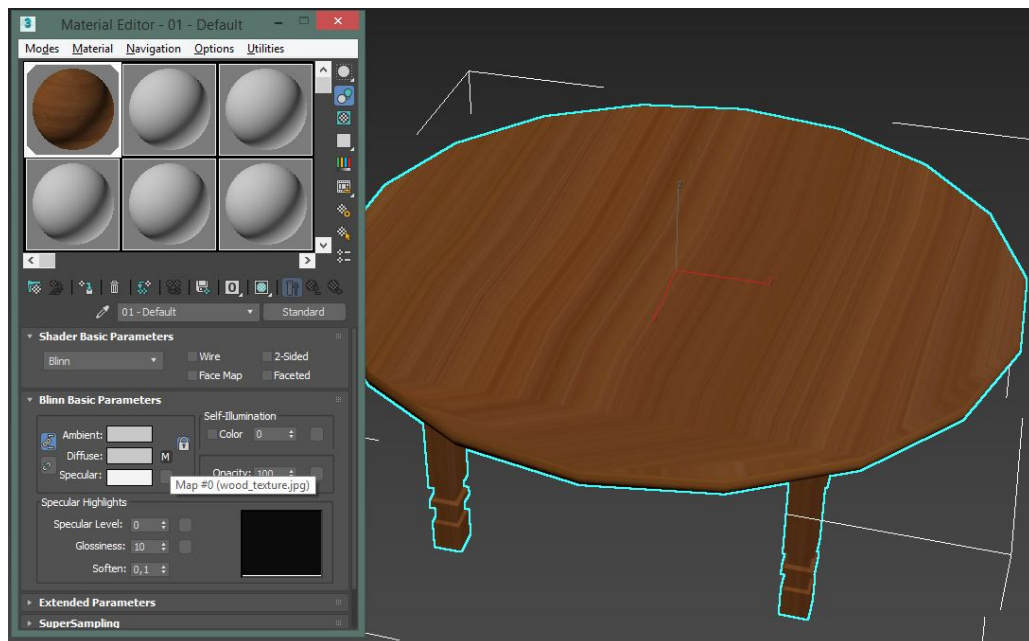 3 Material Editor - 01 - Default
Modes Material Navigation Options Utilities
0
01 - Default Standard
Shader Basic Parameters
Blinn Wire 2-Sided
Face Map Faceted
Blinn Basic Parameters
Self-Illumination
Ambient: Color 0
Diffuse: M
Specular: Opacity: 100
Map #0 (wood_texture.jpg)
Specular Highlights
Specular Level: 0
Glossiness: 10
Soften: 0,1
Extended Parameters
SuperSampling